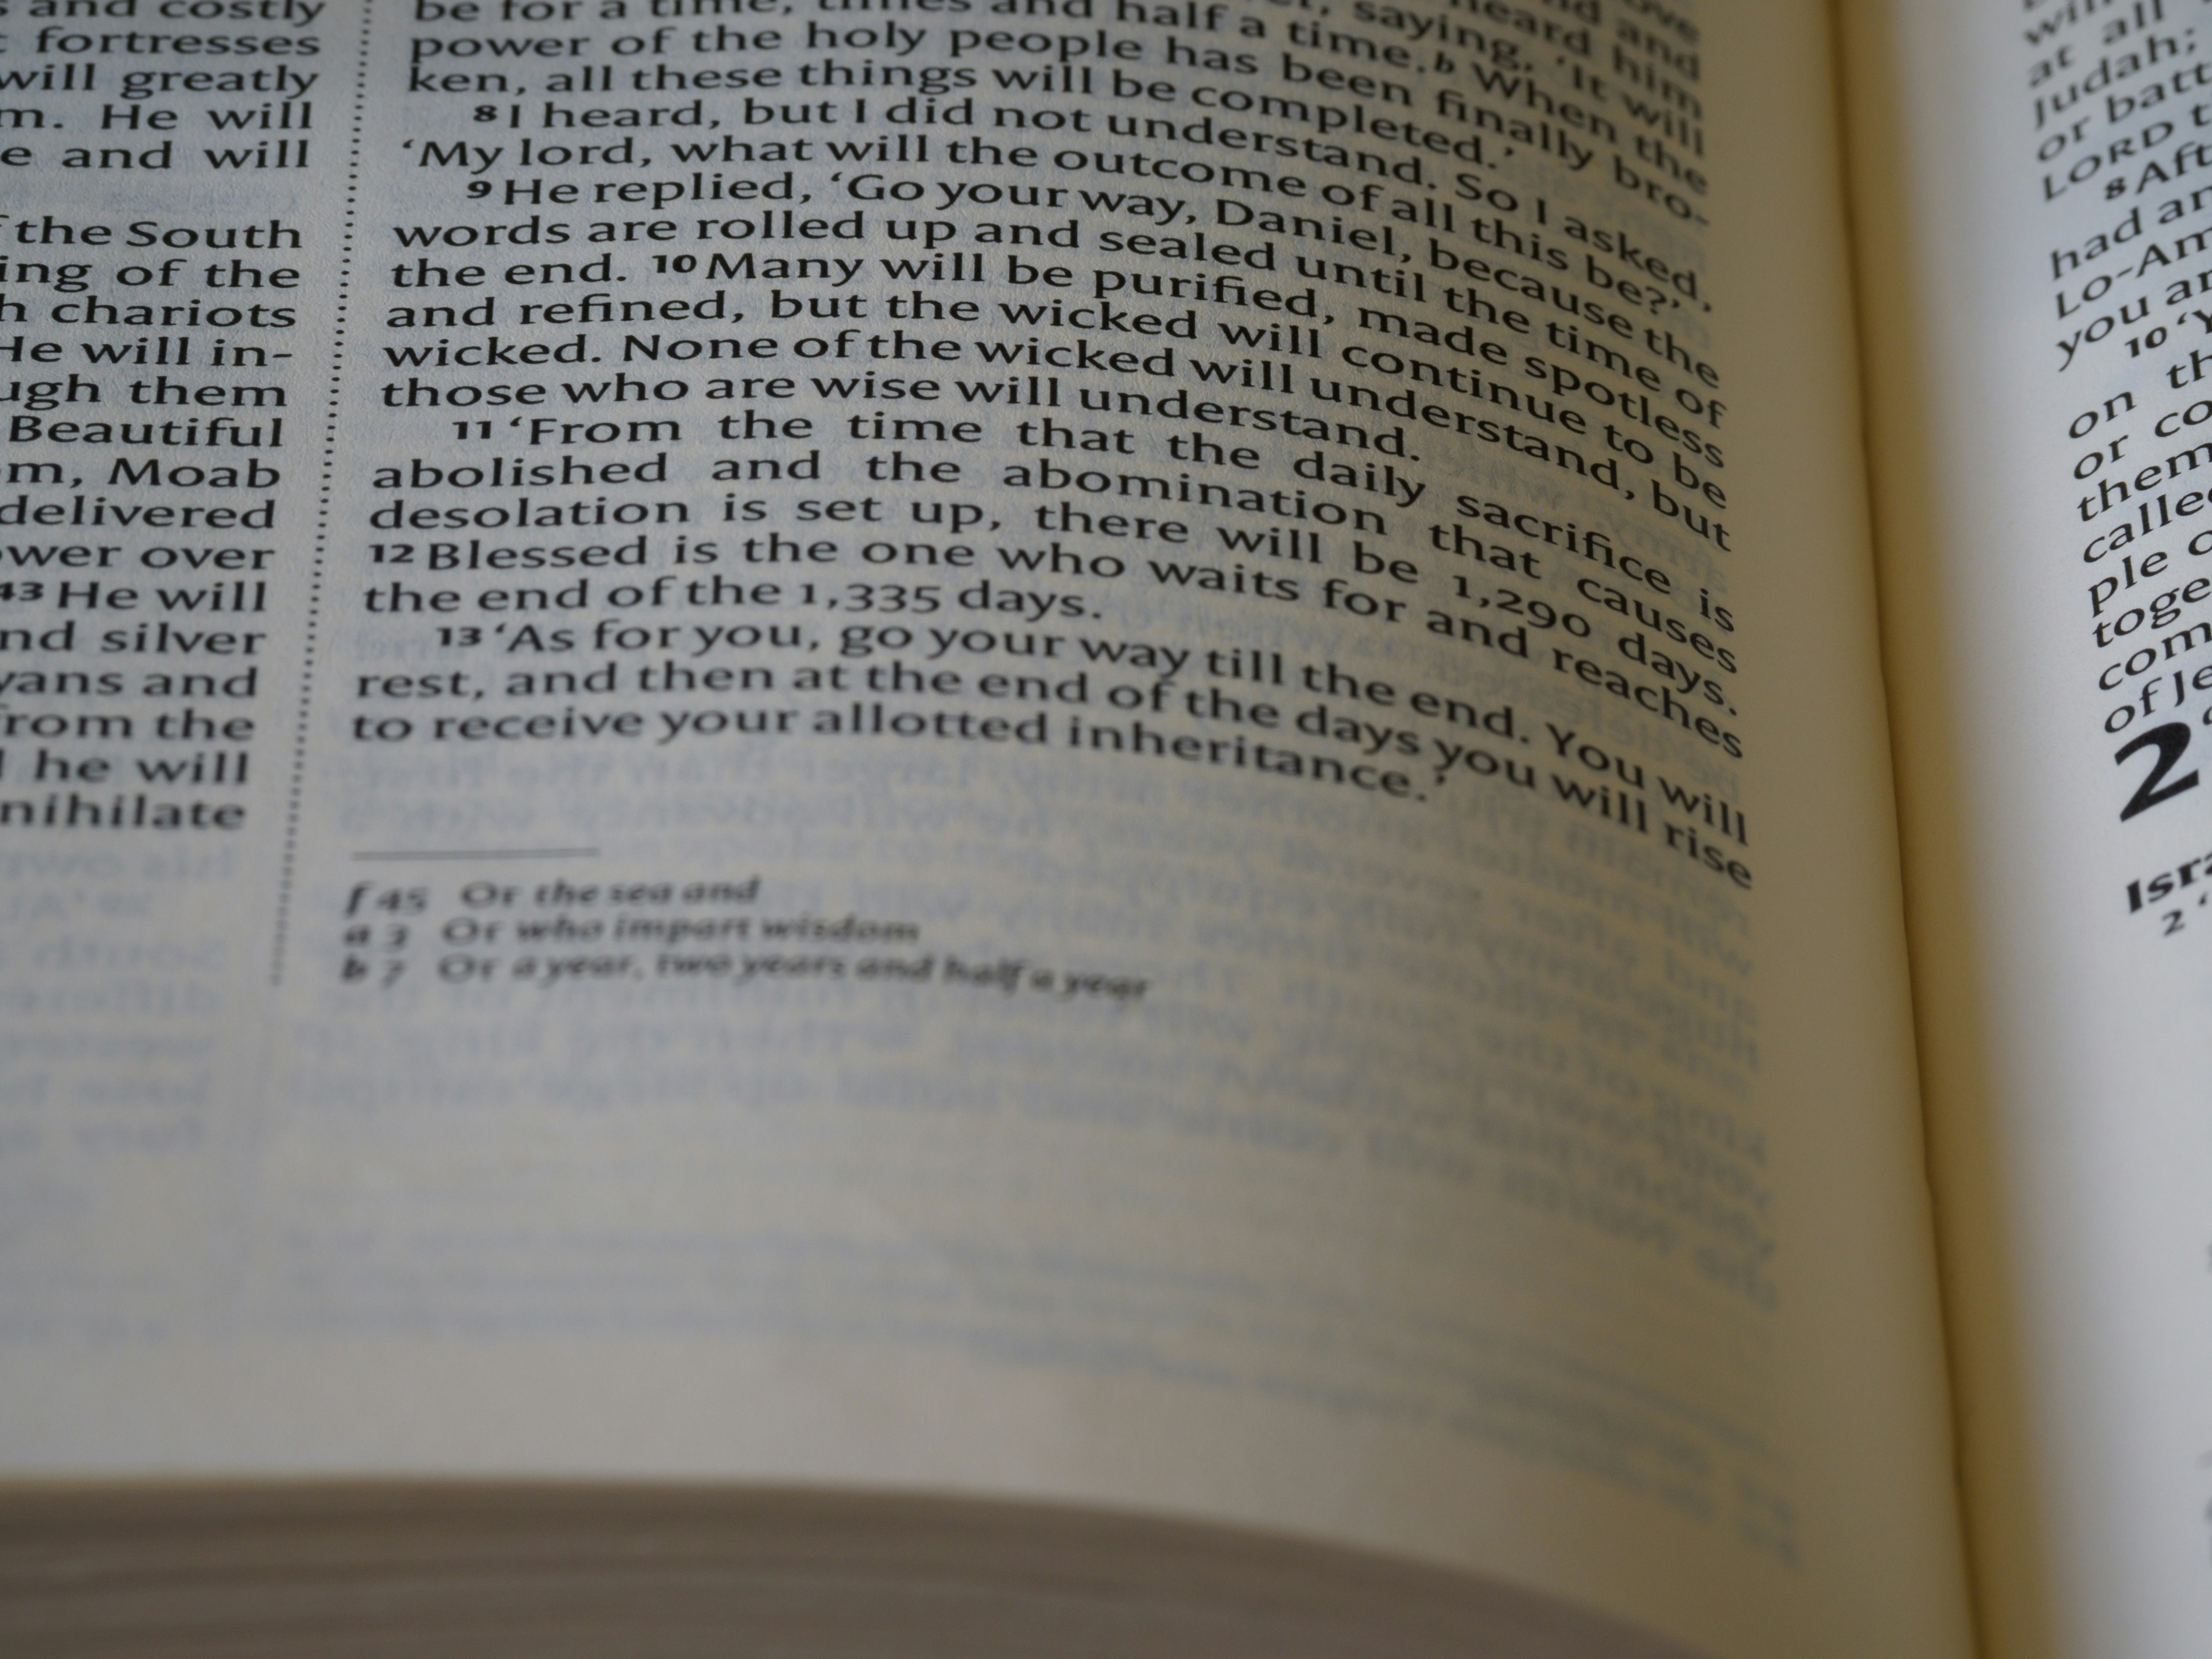 and costly
fortresses
will greatly
m. He will
e and will
the South
ing of the
h chariots
He will in-
ugh them
Beautiful
m, Moab
delivered
ower over
43 He will
nd silver
yans and
from the
he will
nnihilate
be for a time, times and half a time.b When the
power of the holy people has been finally bro-
ken, all these things will be completed.’
8 I heard, but I did not understand. So I asked,
‘My lord, what will the outcome of all this be?’
9 He replied, ‘Go your way, Daniel, because the
words are rolled up and sealed until the time of
the end. 10 Many will be purified, made spotless
and refined, but the wicked will continue to be
wicked. None of the wicked will understand, but
those who are wise will understand.
11 ‘From the time that the daily sacrifice is
abolished and the abomination that causes
desolation is set up, there will be 1,290 days.
12 Blessed is the one who waits for and reaches
the end of the 1,335 days.
13 ‘As for you, go your way till the end. You will
rest, and then at the end of the days you will rise
to receive your allotted inheritance.’
f 45 Or the sea and
a 3 Or who impart wisdom
b 7 Or a year, two years and half a year
at all
Judah;
or batt
LORD t
8 Aft
had an
Lo-Am
you ar
10 ‘Y
on th
or co
them
calle
ple o
toge
com
of Je
2
Isra
2 ‘